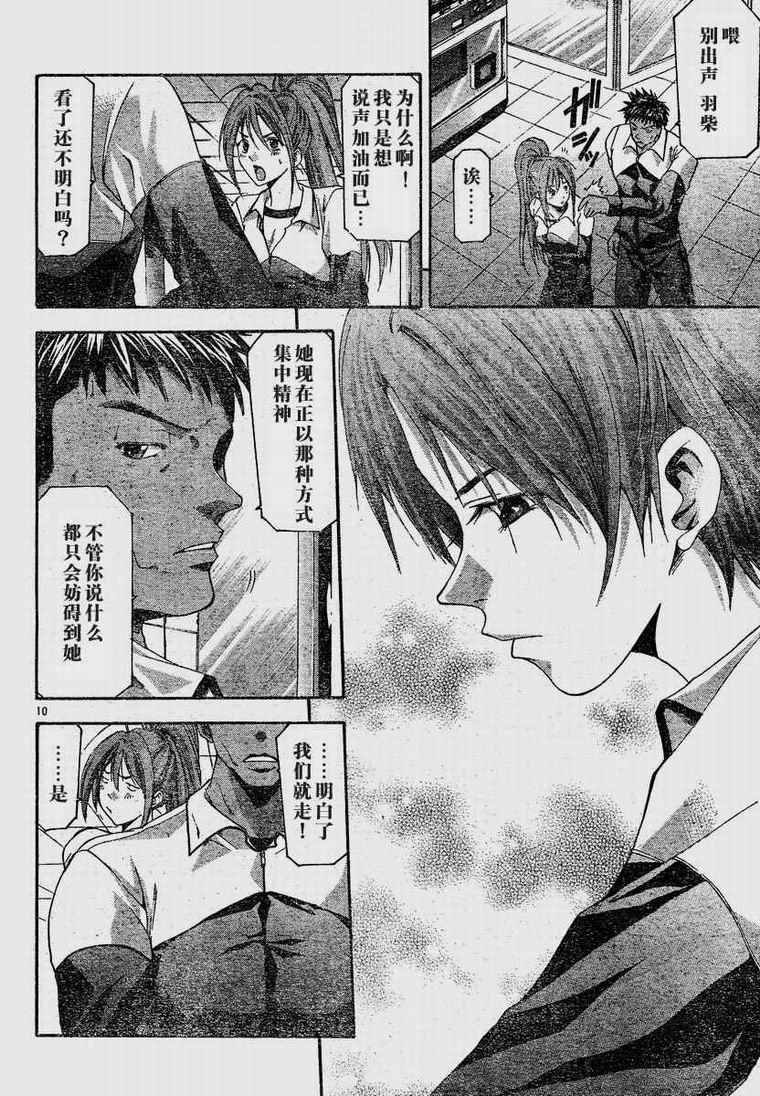 喂
别出声 羽柴
诶…
ガッ
为什么啊！
我只是想
说声加油而已…
看了还不明白吗？
她现在正以那种方式
集中精神
不管你说什么
都只会妨碍到她
10
……明白了
我们就走！
……是